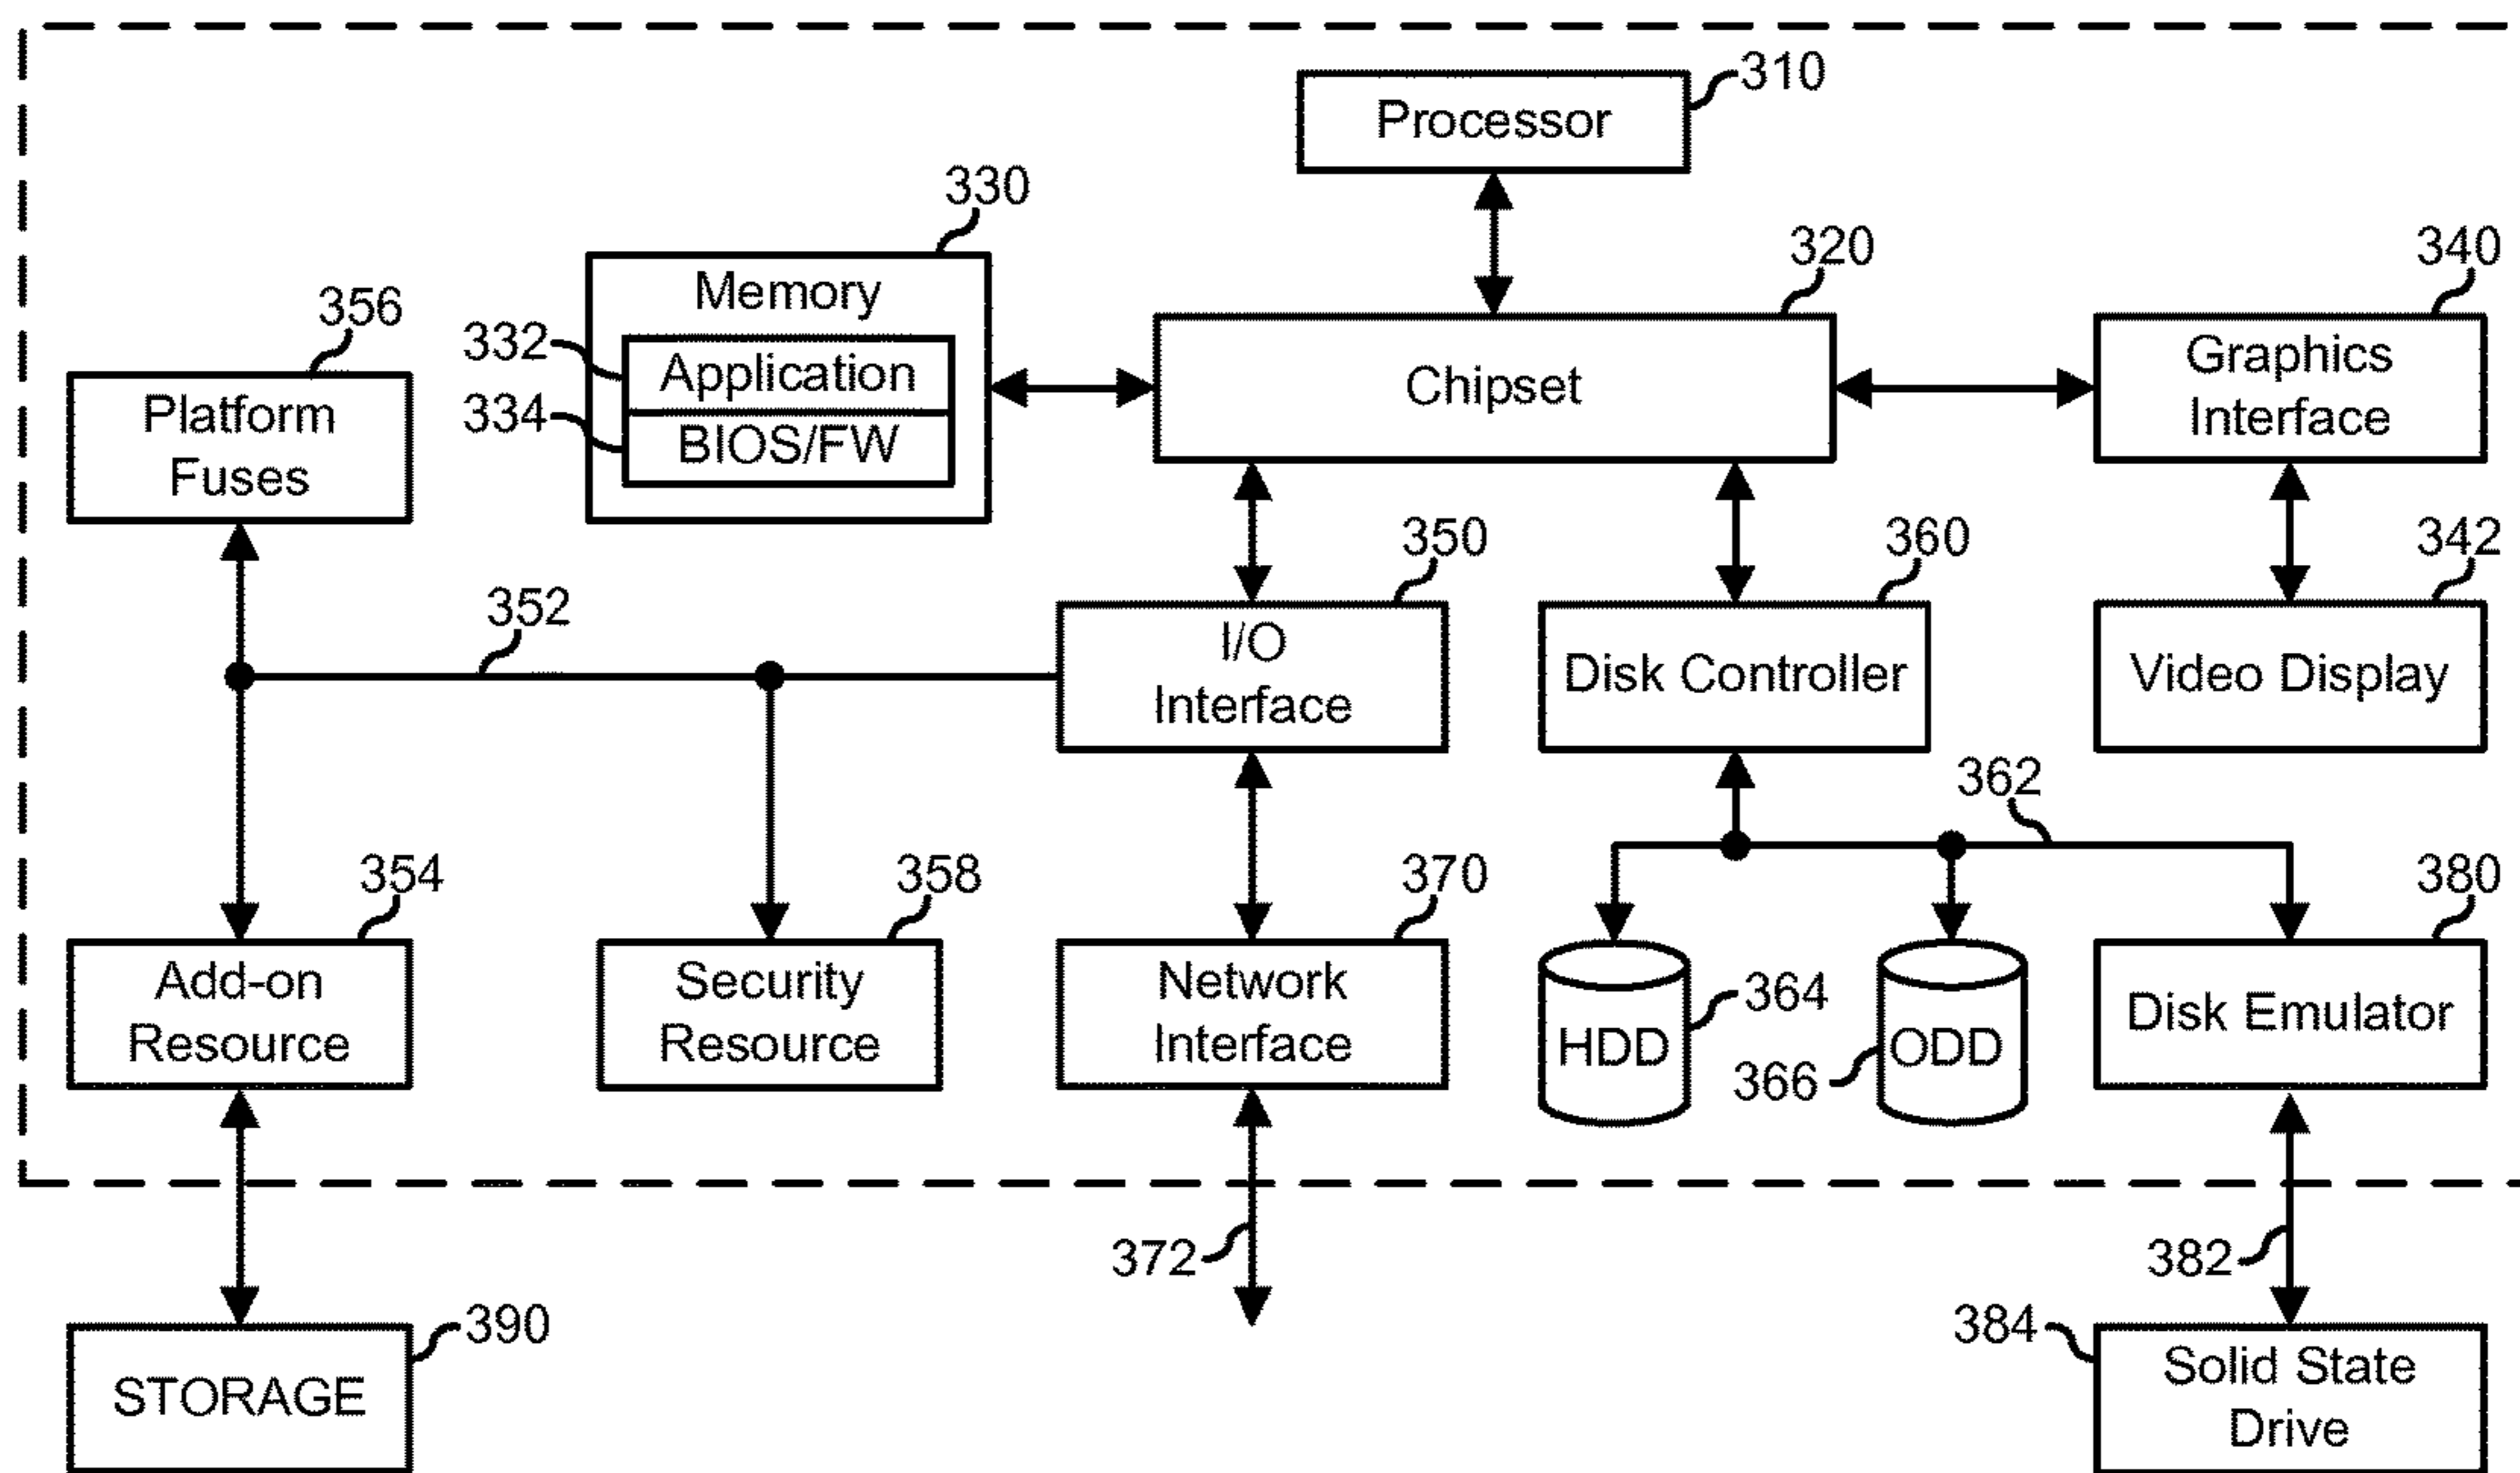 310
Processor
330
320
340
Memory
356
332
Application
334
BIOS/FW
Chipset
Graphics
Interface
Platform
Fuses
350
360
342
352
I/O
Interface
Disk Controller
Video Display
362
354
358
370
380
Add-on
Resource
Security
Resource
Network
Interface
HDD
364
366
ODD
Disk Emulator
372
382
390
STORAGE
384
Solid State
Drive